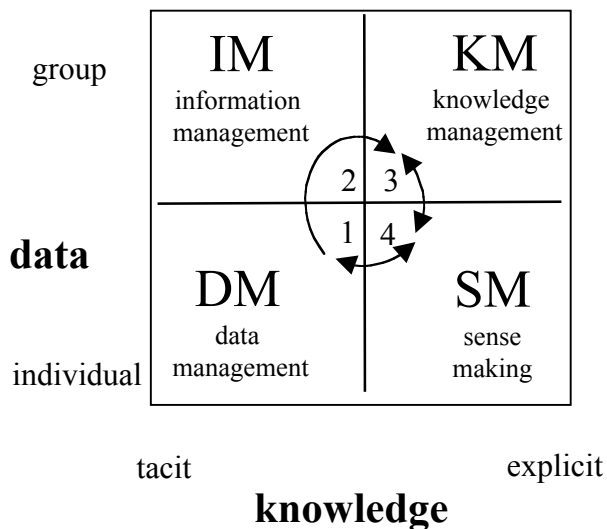 group
IM
information
management
KM
knowledge
management
2 3
1 4
data
DM
data
management
SM
sense
making
individual
tacit
explicit
knowledge